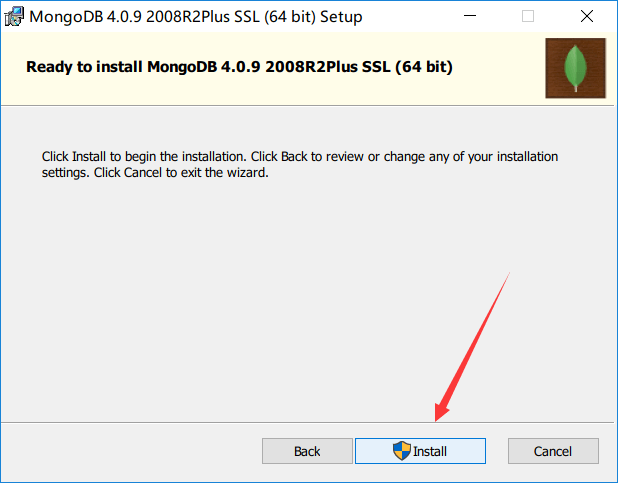 MongoDB 4.0.9 2008R2Plus SSL (64 bit) Setup
Ready to install MongoDB 4.0.9 2008R2Plus SSL (64 bit)
Click Install to begin the installation. Click Back to review or change any of your installation
settings. Click Cancel to exit the wizard.
Back
Install
Cancel